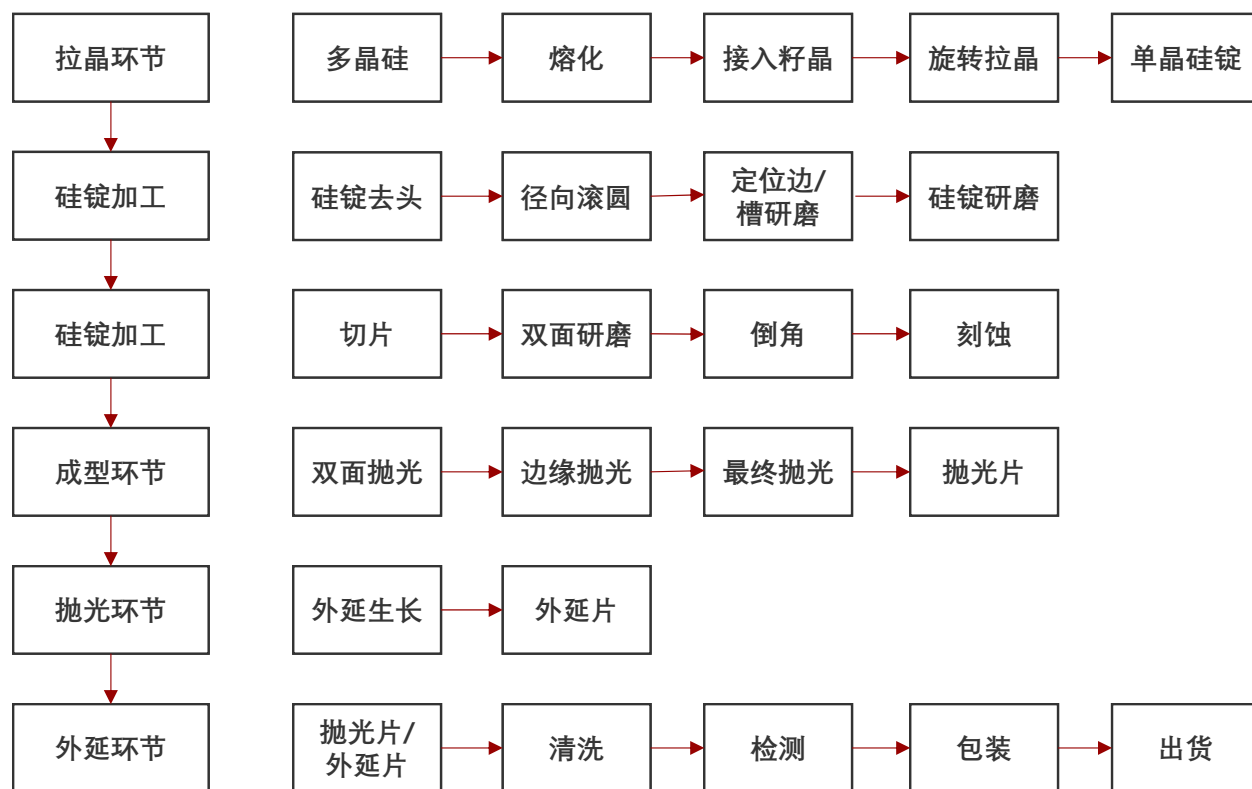 拉晶环节
多晶硅
熔化
接入籽晶
旋转拉晶
单晶硅锭
硅锭加工
硅锭去头
径向滚圆
定位边/
槽研磨
硅锭研磨
硅锭加工
切片
双面研磨
倒角
刻蚀
成型环节
双面抛光
边缘抛光
最终抛光
抛光片
抛光环节
外延生长
外延片
外延环节
抛光片/
外延片
清洗
检测
包装
出货